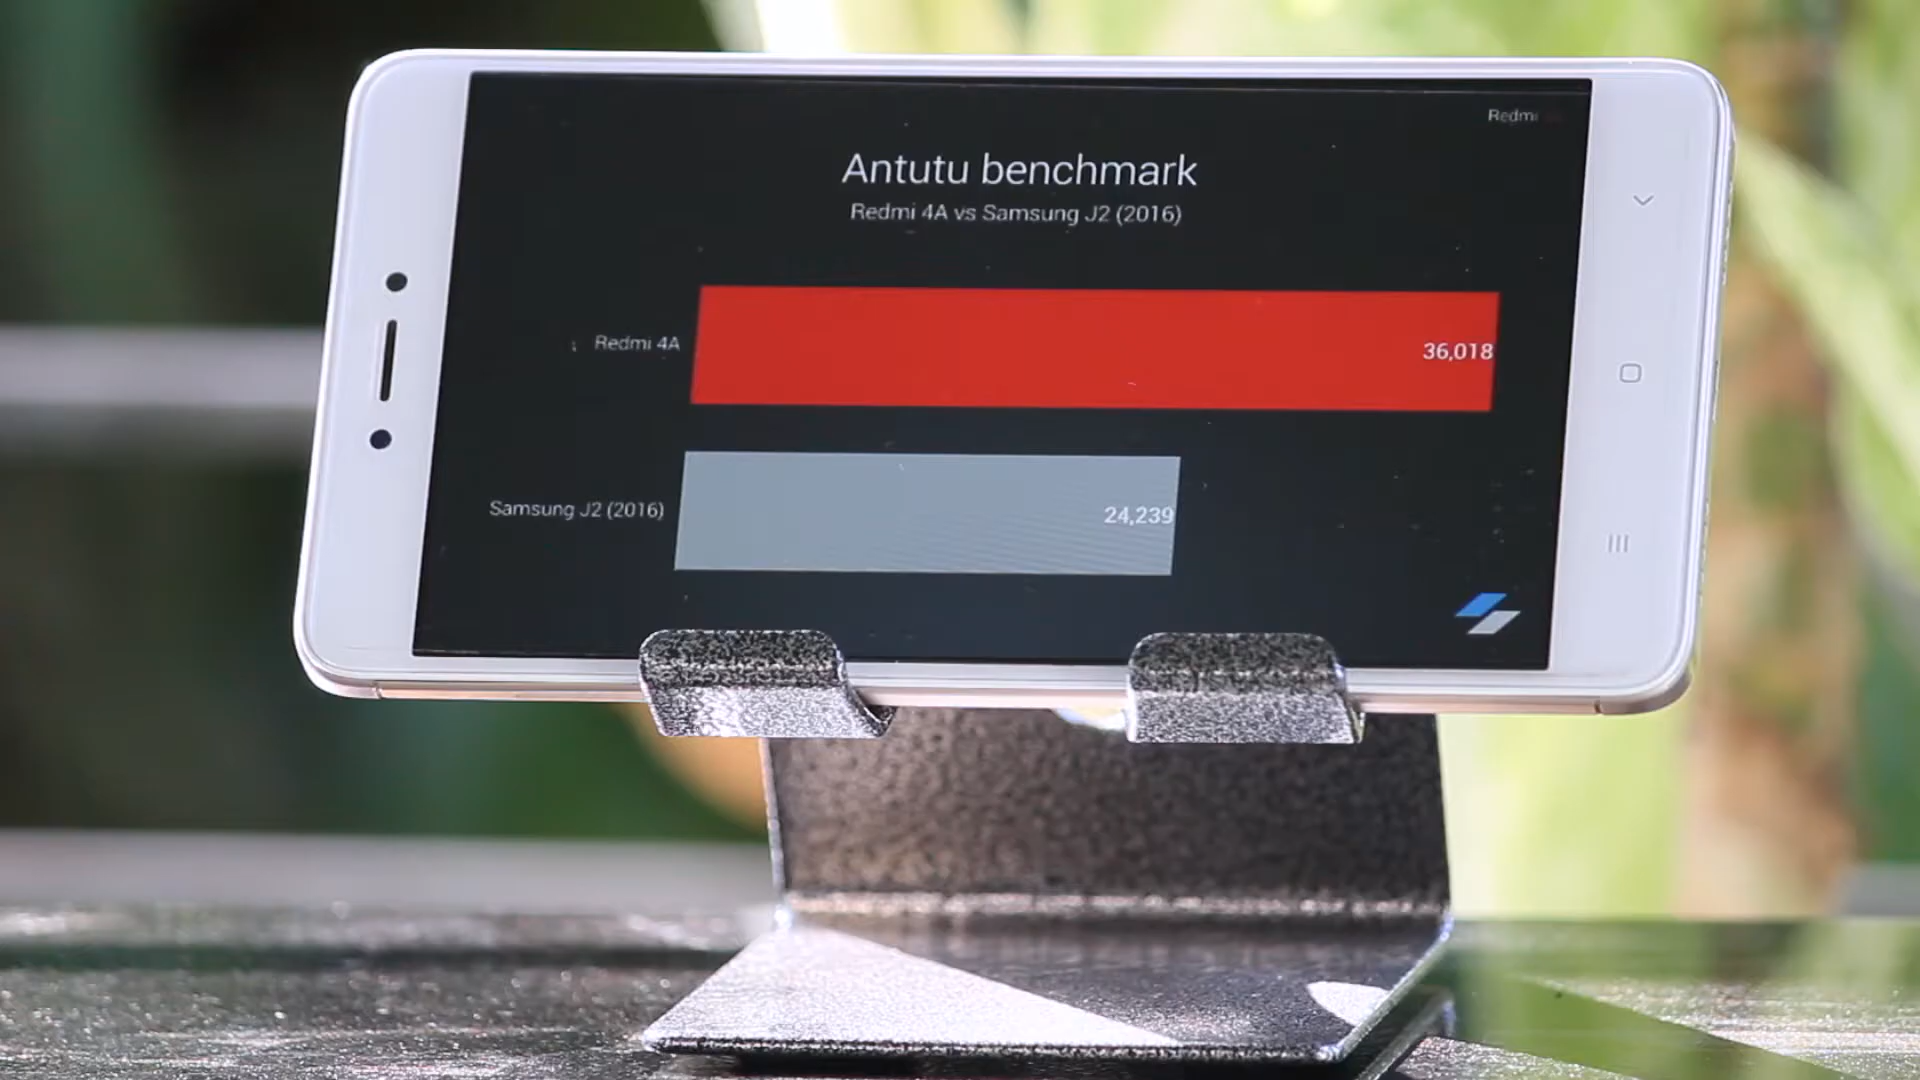 Redmi
Antutu benchmark
Redmi 4A vs Samsung J2 (2016)
Redmi 4A
36,018
Samsung J2 (2016)
24,239